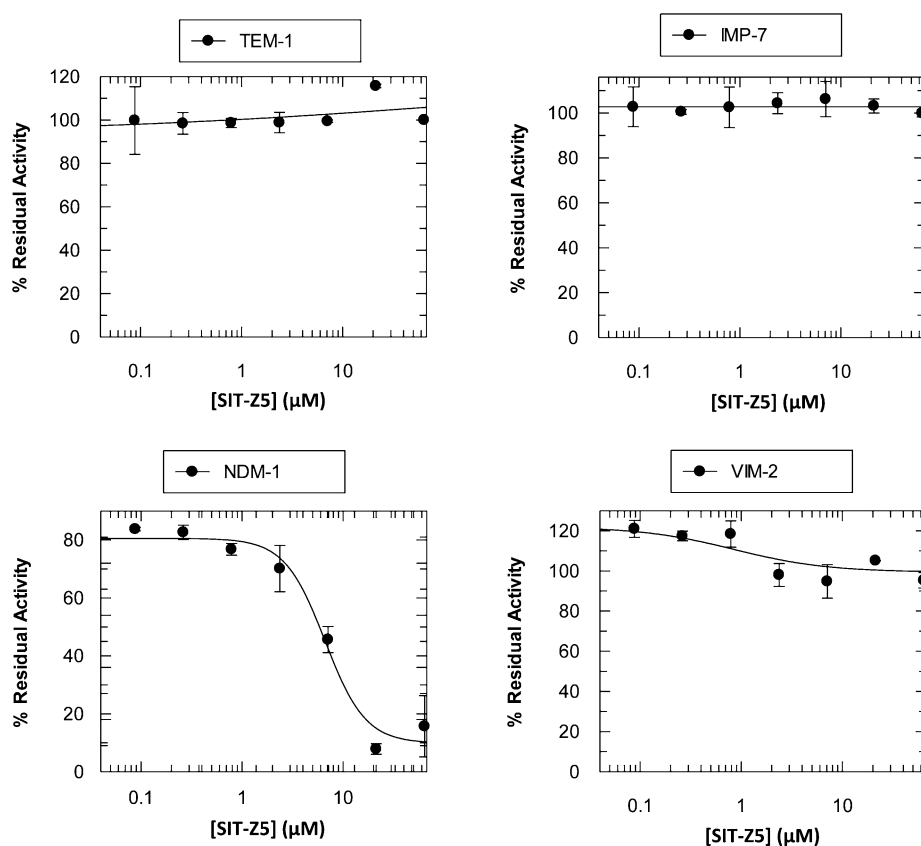 TEM-1
120
100
80
60
40
20
0
% Residual Activity
0.1 1 10
[SIT-Z5] (µM)
IMP-7
100
80
60
40
20
0
% Residual Activity
0.1 1 10
[SIT-Z5] (µM)
NDM-1
80
60
40
20
0
% Residual Activity
0.1 1 10
[SIT-Z5] (µM)
VIM-2
120
100
80
60
40
20
0
% Residual Activity
0.1 1 10
[SIT-Z5] (µM)